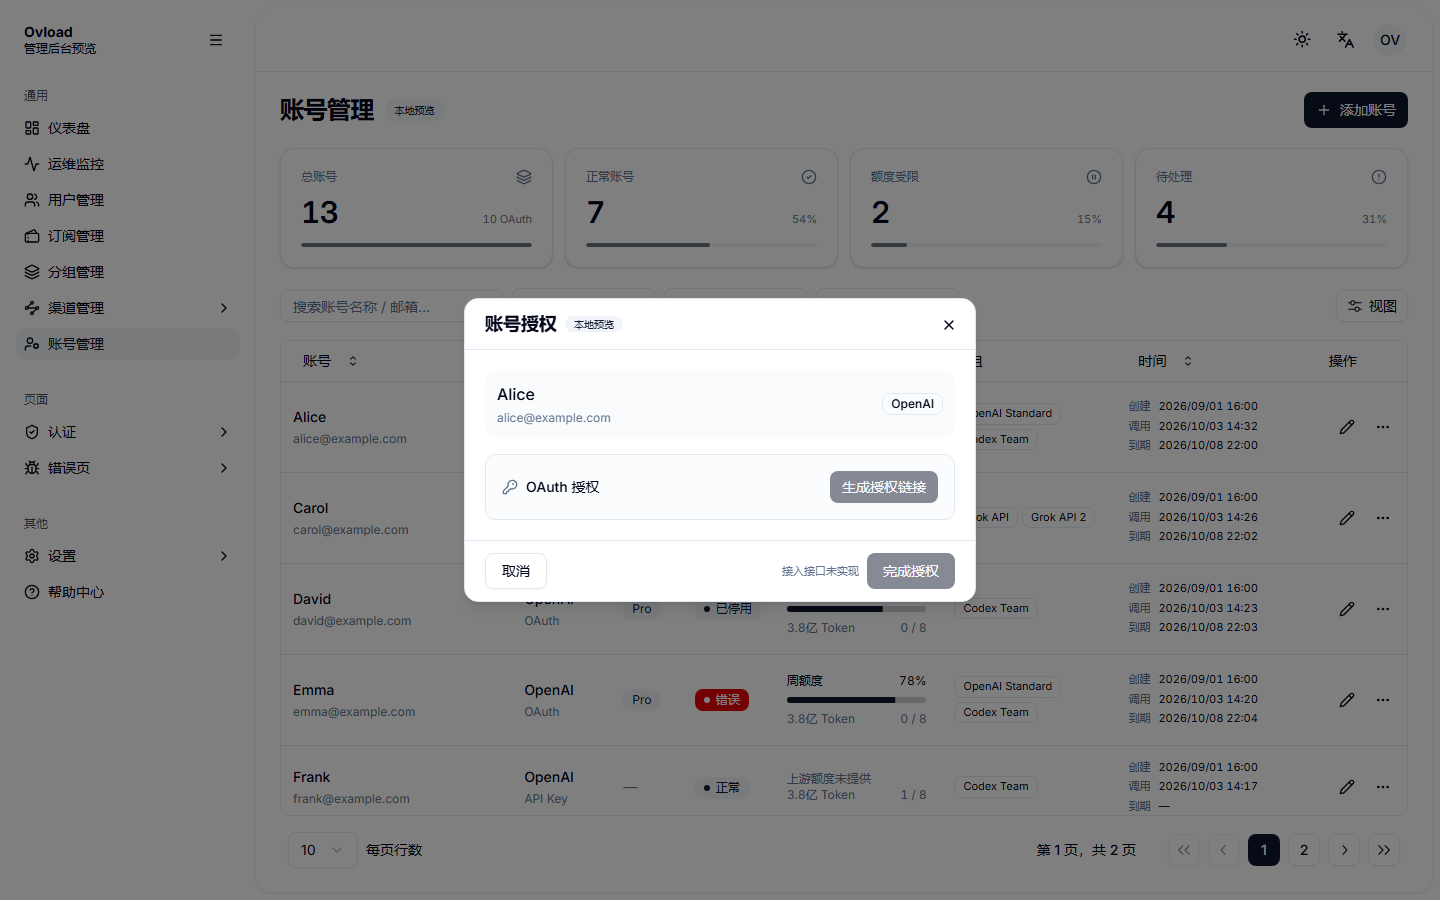 Ovload
管理后台预览
通用
仪表盘
运维监控
用户管理
订阅管理
分组管理
渠道管理
账号管理
页面
认证
错误页
其他
设置
帮助中心
OV
账号管理 本地预览
添加账号
总账号
13 10 OAuth
正常账号
7 54%
额度受限
2 15%
待处理
4 31%
搜索账号名称 / 邮箱...
视图
账号 时间 操作
Alice
alice@example.com
创建 2026/09/01 16:00
调用 2026/10/03 14:32
到期 2026/10/08 22:00
Carol
carol@example.com
Grok API 2
创建 2026/09/01 16:00
调用 2026/10/03 14:26
到期 2026/10/08 22:02
David
david@example.com
OAuth
Pro
已停用
3.8亿 Token 0 / 8
Codex Team
创建 2026/09/01 16:00
调用 2026/10/03 14:23
到期 2026/10/08 22:03
Emma
emma@example.com
OpenAI
OAuth
Pro
错误
周额度 78%
3.8亿 Token 0 / 8
OpenAI Standard
Codex Team
创建 2026/09/01 16:00
调用 2026/10/03 14:20
到期 2026/10/08 22:04
Frank
frank@example.com
OpenAI
API Key
—
正常
上游额度未提供
3.8亿 Token 1 / 8
Codex Team
创建 2026/09/01 16:00
调用 2026/10/03 14:17
到期 —
10 每页行数
第 1 页，共 2 页
1 2
账号授权 本地预览
Alice
alice@example.com
OpenAI
OAuth 授权
生成授权链接
取消
接入接口未实现
完成授权